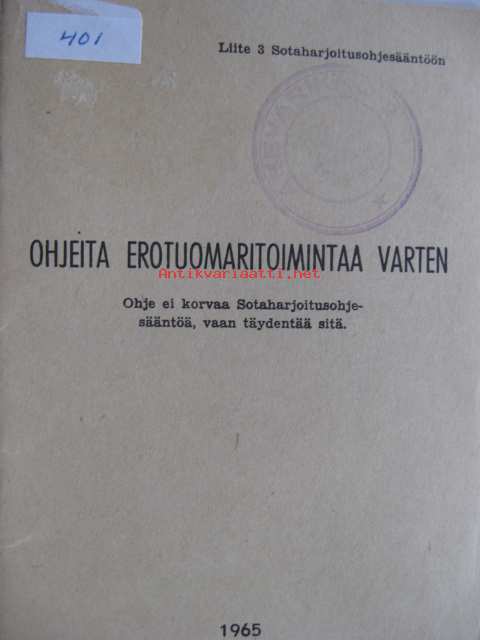 401
Liite 3 Sotaharjoitusohjesääntöön
OHJEITA EROTUOMARITOIMINTAA VARTEN
Antikvariaatti.net
Ohje ei korvaa Sotaharjoitusohje-
sääntöä, vaan täydentää sitä.
1965